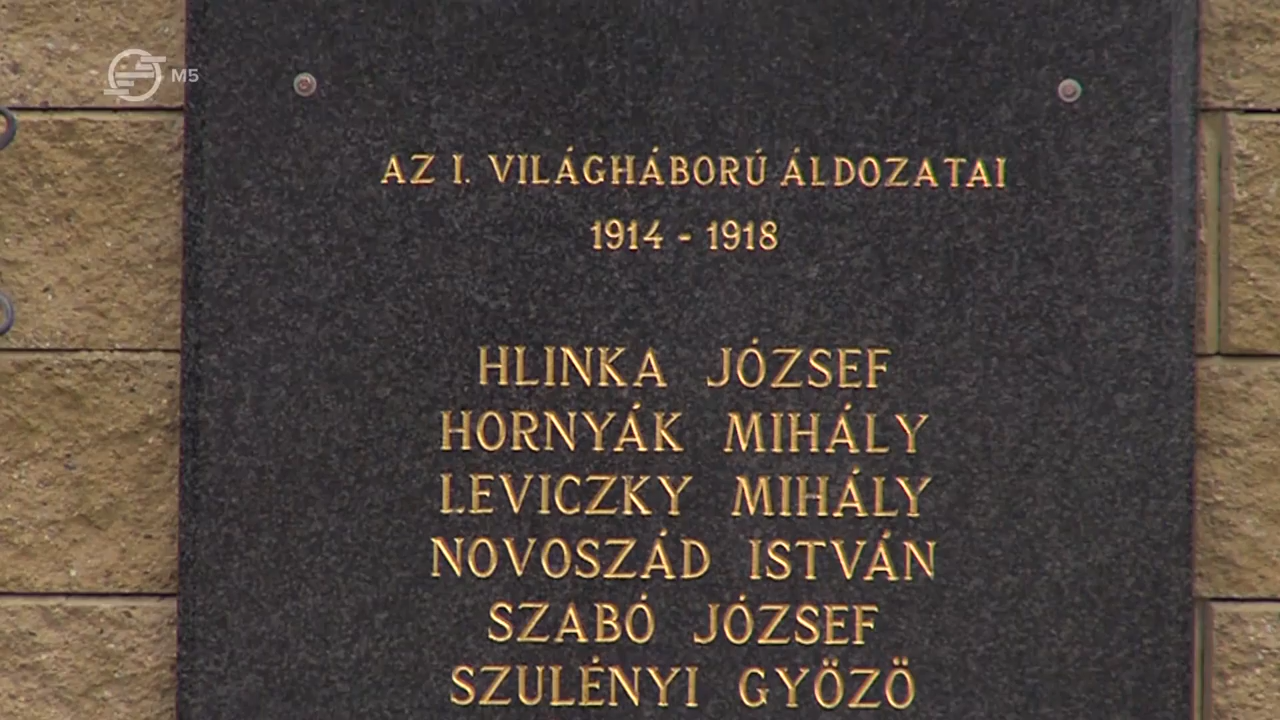 M5
AZ I. VILÁGHÁBORÚ ÁLDOZATAI
1914 - 1918
HLINKA JÓZSEF
HORNYÁK MIHÁLY
LEVICZKY MIHÁLY
NOVOSZÁD ISTVÁN
SZABÓ JÓZSEF
SZULÉNYI GYŐZŐ